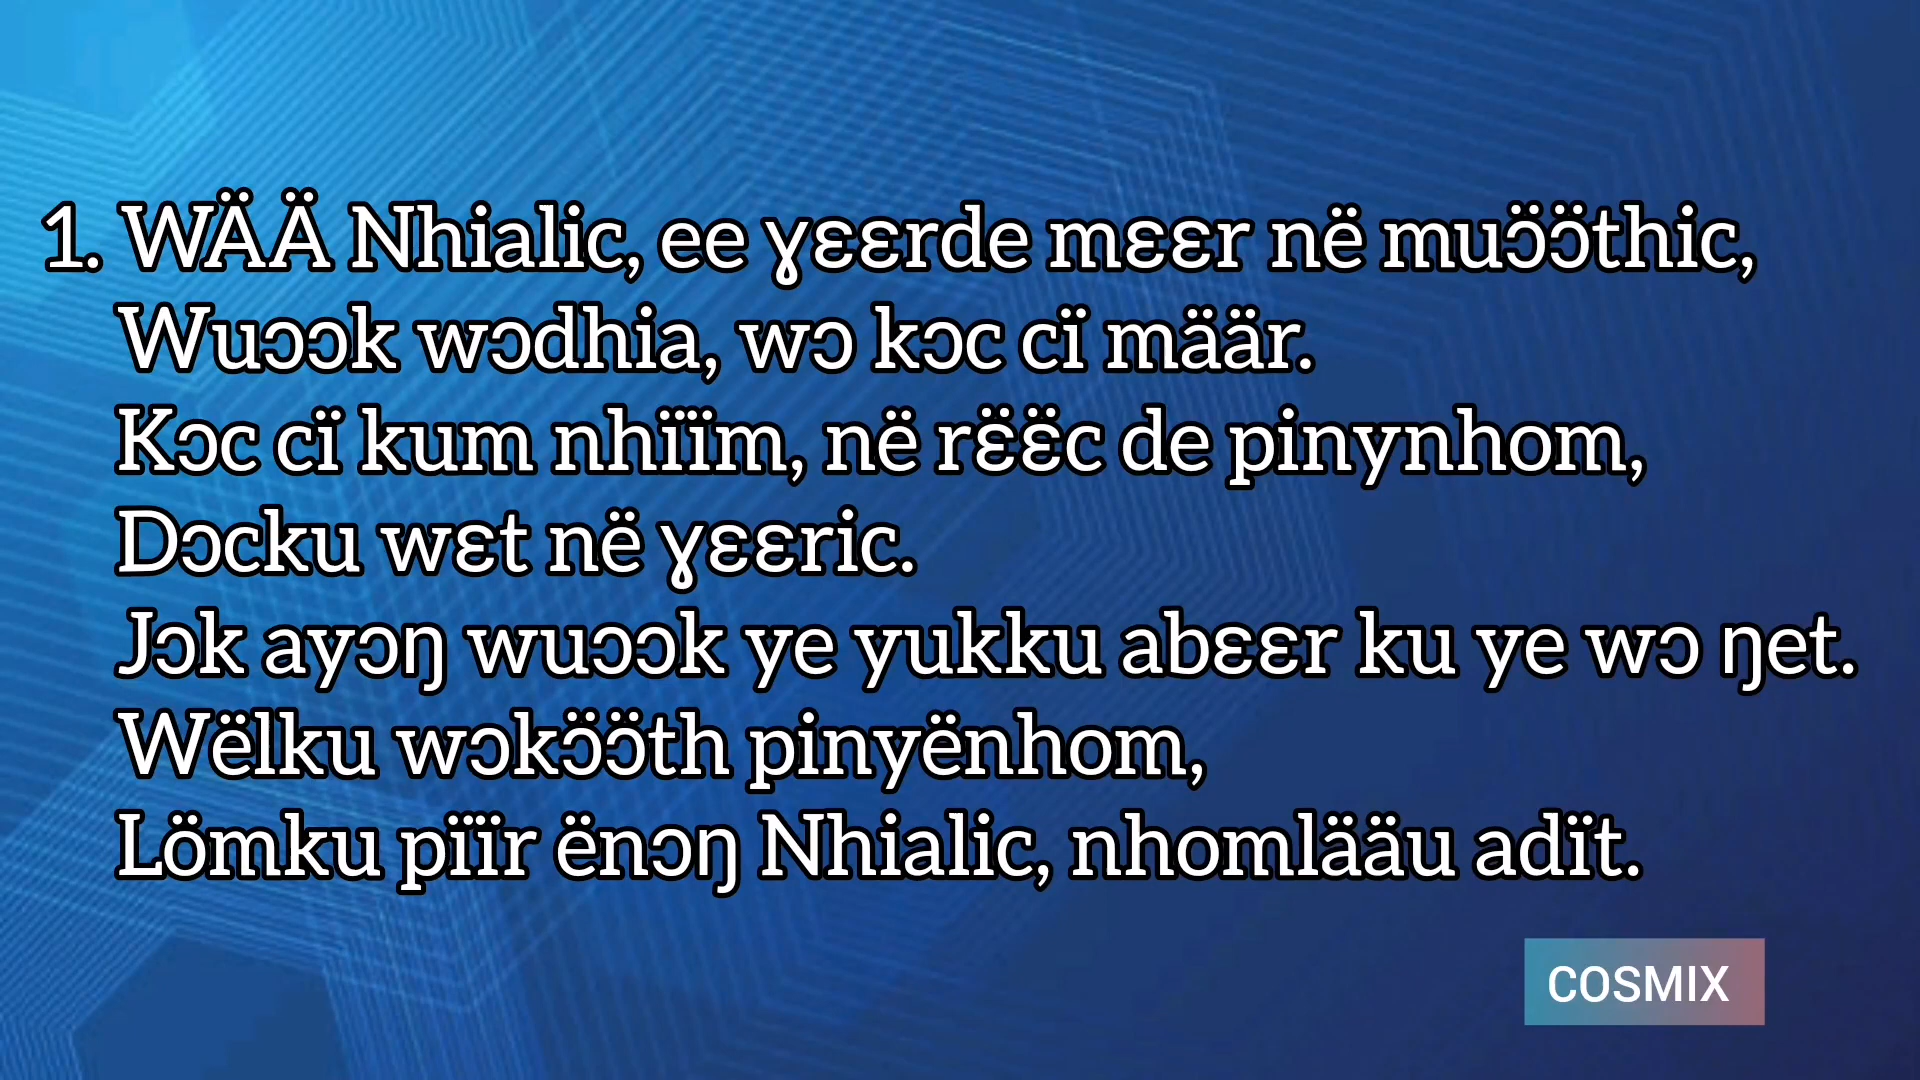 1. WÄÄ Nhialic, ee ɣɛɛrde mɛɛr në muɔ̈ɔ̈thic,
Wuɔɔk wɔdhia, wɔ kɔc cï määr.
Kɔc cï kum nhïïm, në rɛ̈ɛ̈c de pinynhom,
Dɔcku wɛt në ɣɛɛric.
Jɔk ayɔŋ wuɔɔk ye yukku abɛɛr ku ye wɔ ŋet.
Wëlku wɔkɔ̈ɔ̈th pinyënhom,
Lömku pïïr ënɔŋ Nhialic, nhomlääu adït.
COSMIX